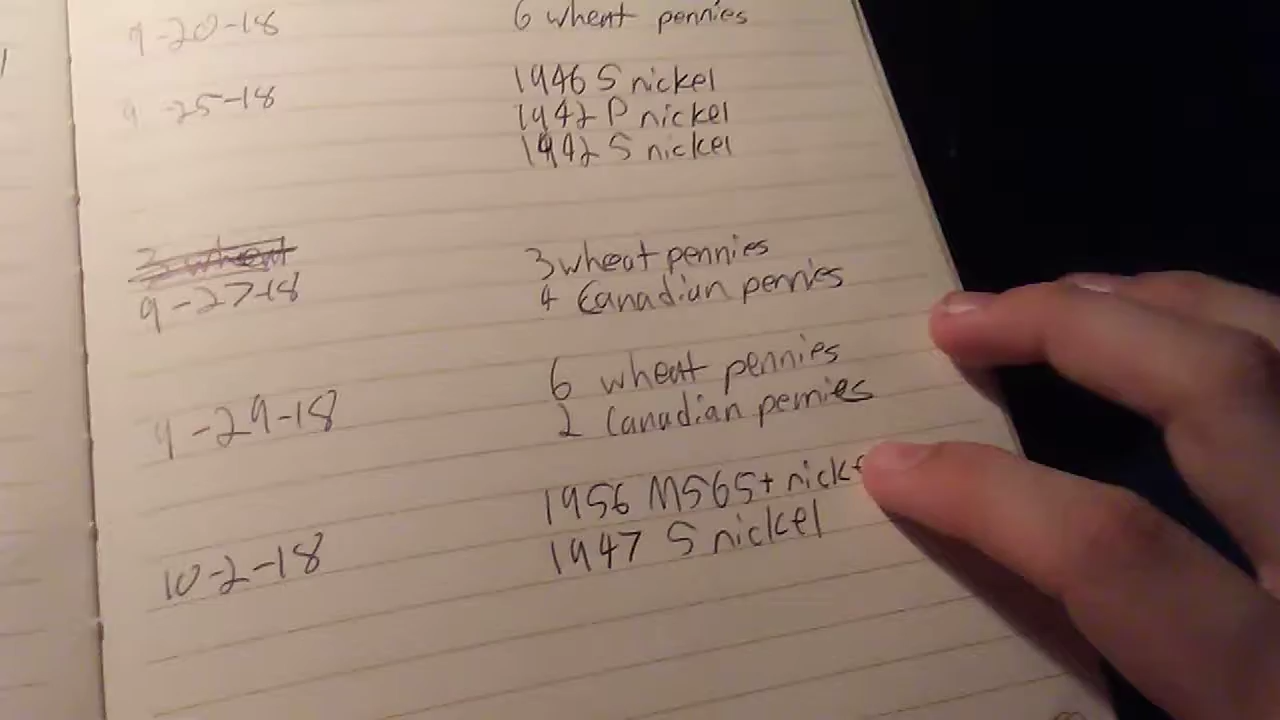 9-20-18 6 wheat pennies
1946 S nickel
9-25-18 1942 P nickel
1942 S nickel
3 wheat 3 wheat pennies
9-27-18 4 Canadian pennies
6 wheat pennies
9-29-18 2 Canadian pennies
1956 MS65+
10-2-18 1947 S nickel